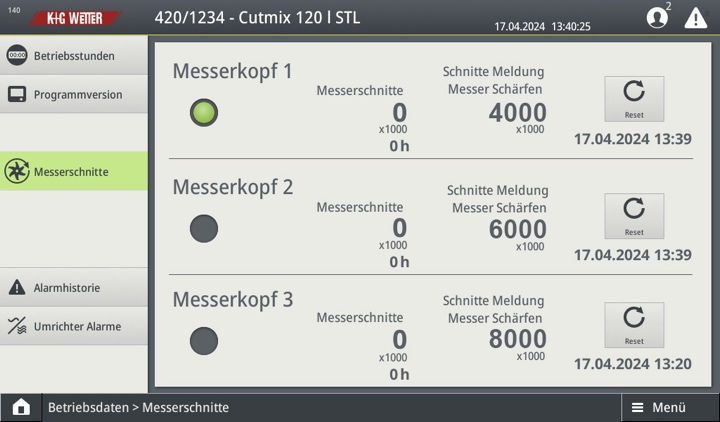 140
K+G WETTER
420/1234 - Cutmix 120 l STL
17.04.2024 13:40:25
2
Betriebsstunden
Programmversion
Messerschnitte
Alarmhistorie
Umrichter Alarme
Messerkopf 1
Messerschnitte
0
x1000
0 h
Schnitte Meldung
Messer Schärfen
4000
x1000
Reset
17.04.2024 13:39
Messerkopf 2
Messerschnitte
0
x1000
0 h
Schnitte Meldung
Messer Schärfen
6000
x1000
Reset
17.04.2024 13:39
Messerkopf 3
Messerschnitte
0
x1000
0 h
Schnitte Meldung
Messer Schärfen
8000
x1000
Reset
17.04.2024 13:20
Betriebsdaten > Messerschnitte
Menü